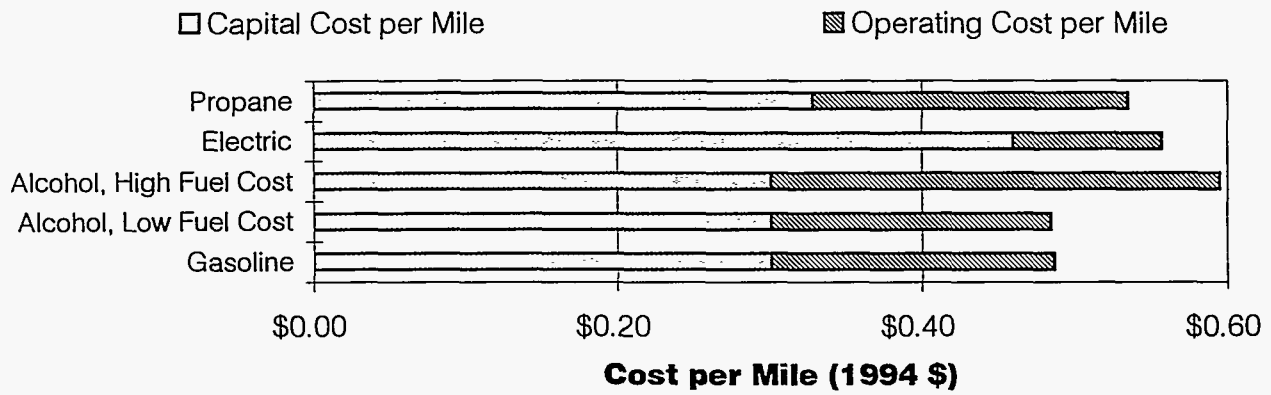 Capital Cost per Mile
Operating Cost per Mile
Propane
Electric
Alcohol, High Fuel Cost
Alcohol, Low Fuel Cost
Gasoline
$0.00 $0.20 $0.40 $0.60
Cost per Mile (1994 $)